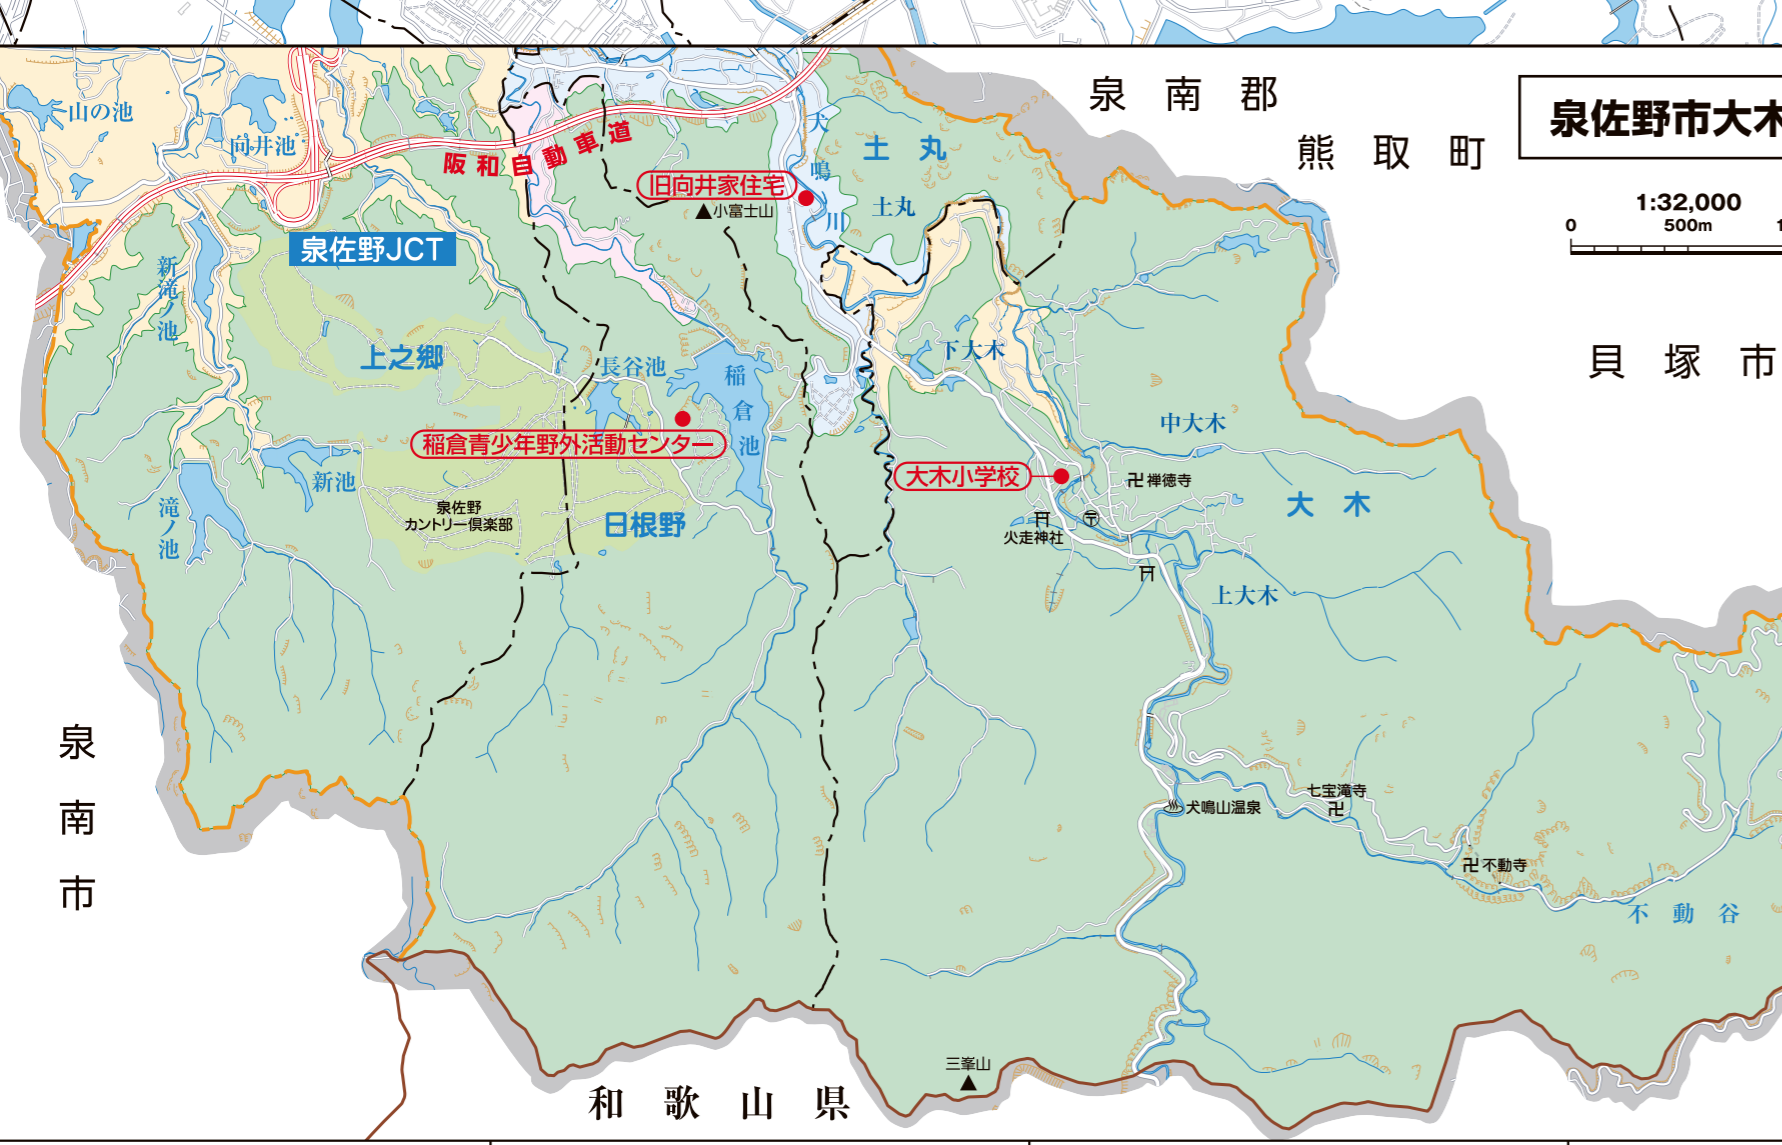 泉南郡
熊取町
泉佐野市大木
1:32,000
0 500m 1
貝塚市
山の池
向井池
阪和自動車道
犬鳴川
土丸
旧向井家住宅
小富士山
土丸
泉佐野JCT
新滝ノ池
上之郷
長谷池
稲倉池
下大木
稲倉青少年野外活動センター
中大木
大木小学校
禅徳寺
新池
滝ノ池
泉佐野
カントリー倶楽部
日根野
大木
火走神社
上大木
泉南市
七宝滝寺
犬鳴山温泉
不動寺
不動谷
三峯山
和歌山県